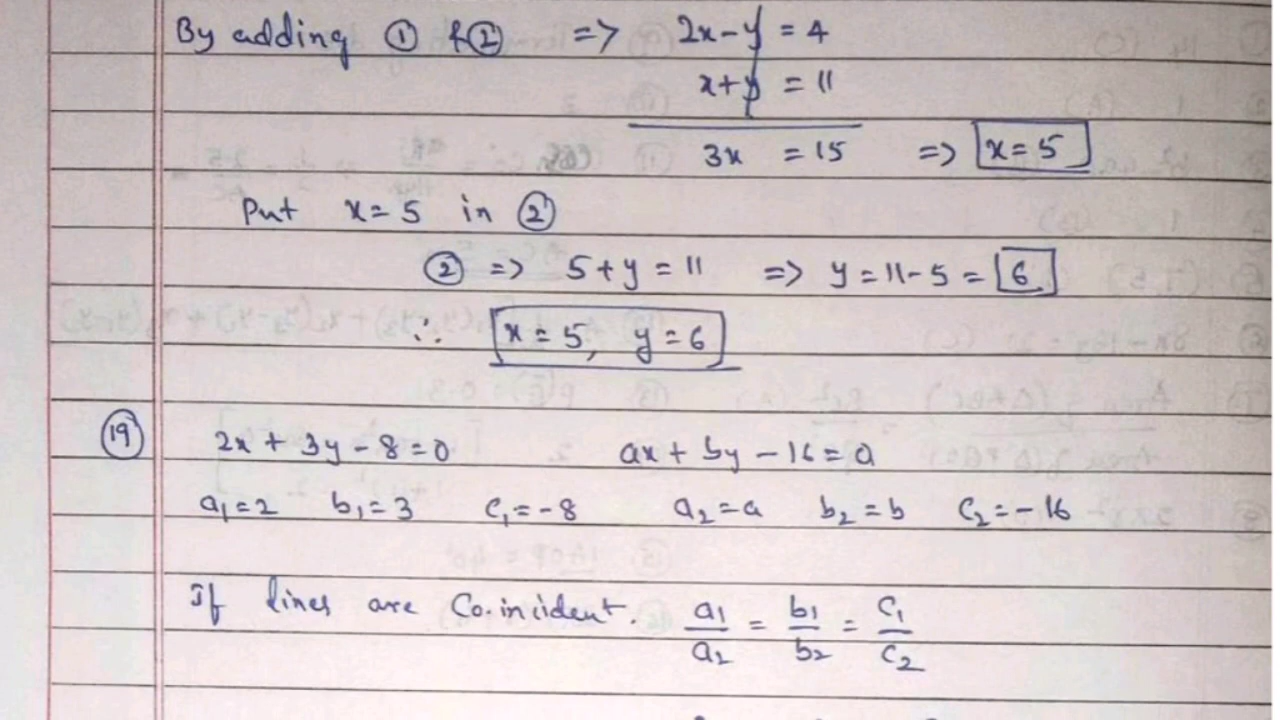 By adding ① & ② => 2x-y = 4
x+y = 11
3x = 15 => x=5
Put x=5 in ②
② => 5+y = 11 => y=11-5 = 6
∴ x=5, y=6
⑲ 2x + 3y - 8=0 ax + by - 16=0
a₁=2 b₁=3 c₁=-8 a₂=a b₂=b c₂=-16
If lines are Co.incident. a₁/a₂ = b₁/b₂ = c₁/c₂